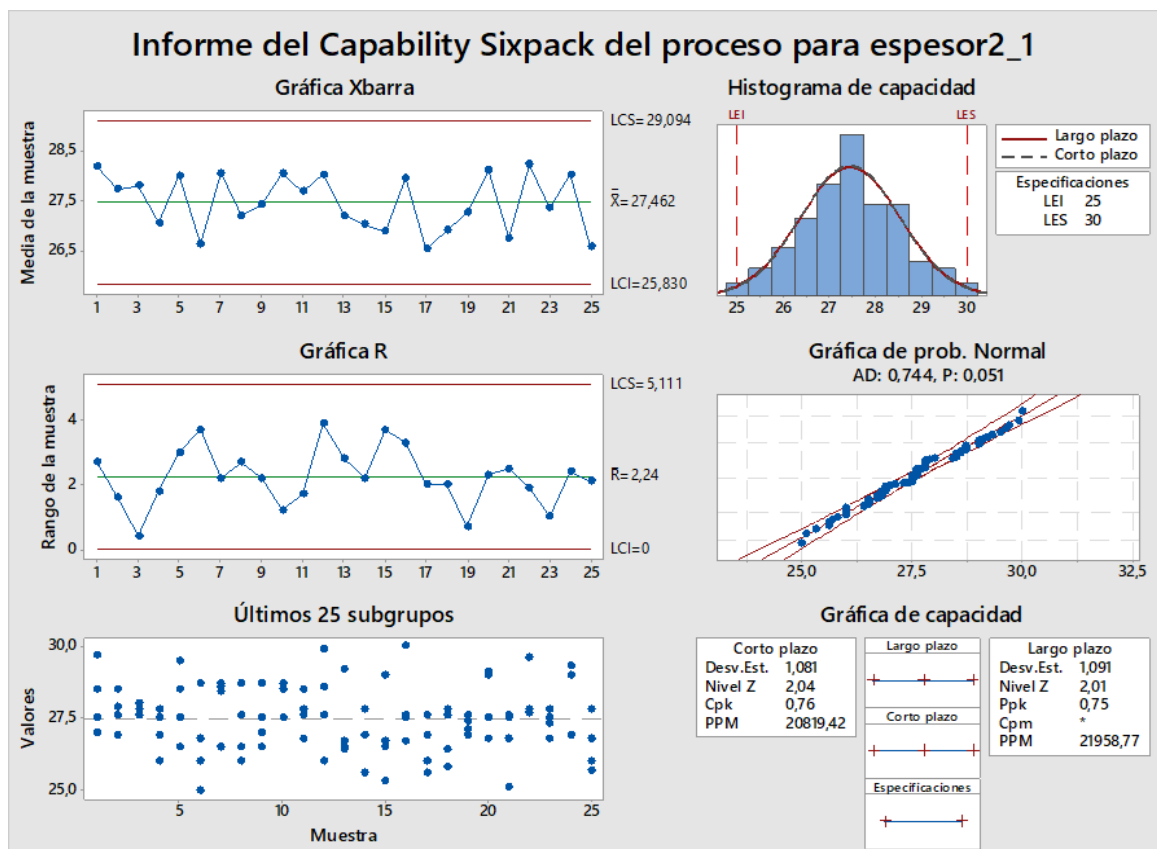 Informe del Capability Sixpack del proceso para espesor2_1
Gráfica Xbarra
Media de la muestra
28,5
27,5
26,5
LCS=29,094
X=27,462
LCI=25,830
1 3 5 7 9 11 13 15 17 19 21 23 25
Histograma de capacidad
LEI LES
25 26 27 28 29 30
Largo plazo
Corto plazo
Especificaciones
LEI 25
LES 30
Gráfica R
Rango de la muestra
4
2
0
LCS=5,111
R=2,24
LCI=0
1 3 5 7 9 11 13 15 17 19 21 23 25
Gráfica de prob. Normal
AD: 0,744, P: 0,051
25,0 27,5 30,0 32,5
Últimos 25 subgrupos
Valores
30,0
27,5
25,0
5 10 15 20 25
Muestra
Gráfica de capacidad
Corto plazo
Desv.Est. 1,081
Nivel Z 2,04
Cpk 0,76
PPM 20819,42
Largo plazo
Corto plazo
Especificaciones
Largo plazo
Desv.Est. 1,091
Nivel Z 2,01
Ppk 0,75
Cpm *
PPM 21958,77